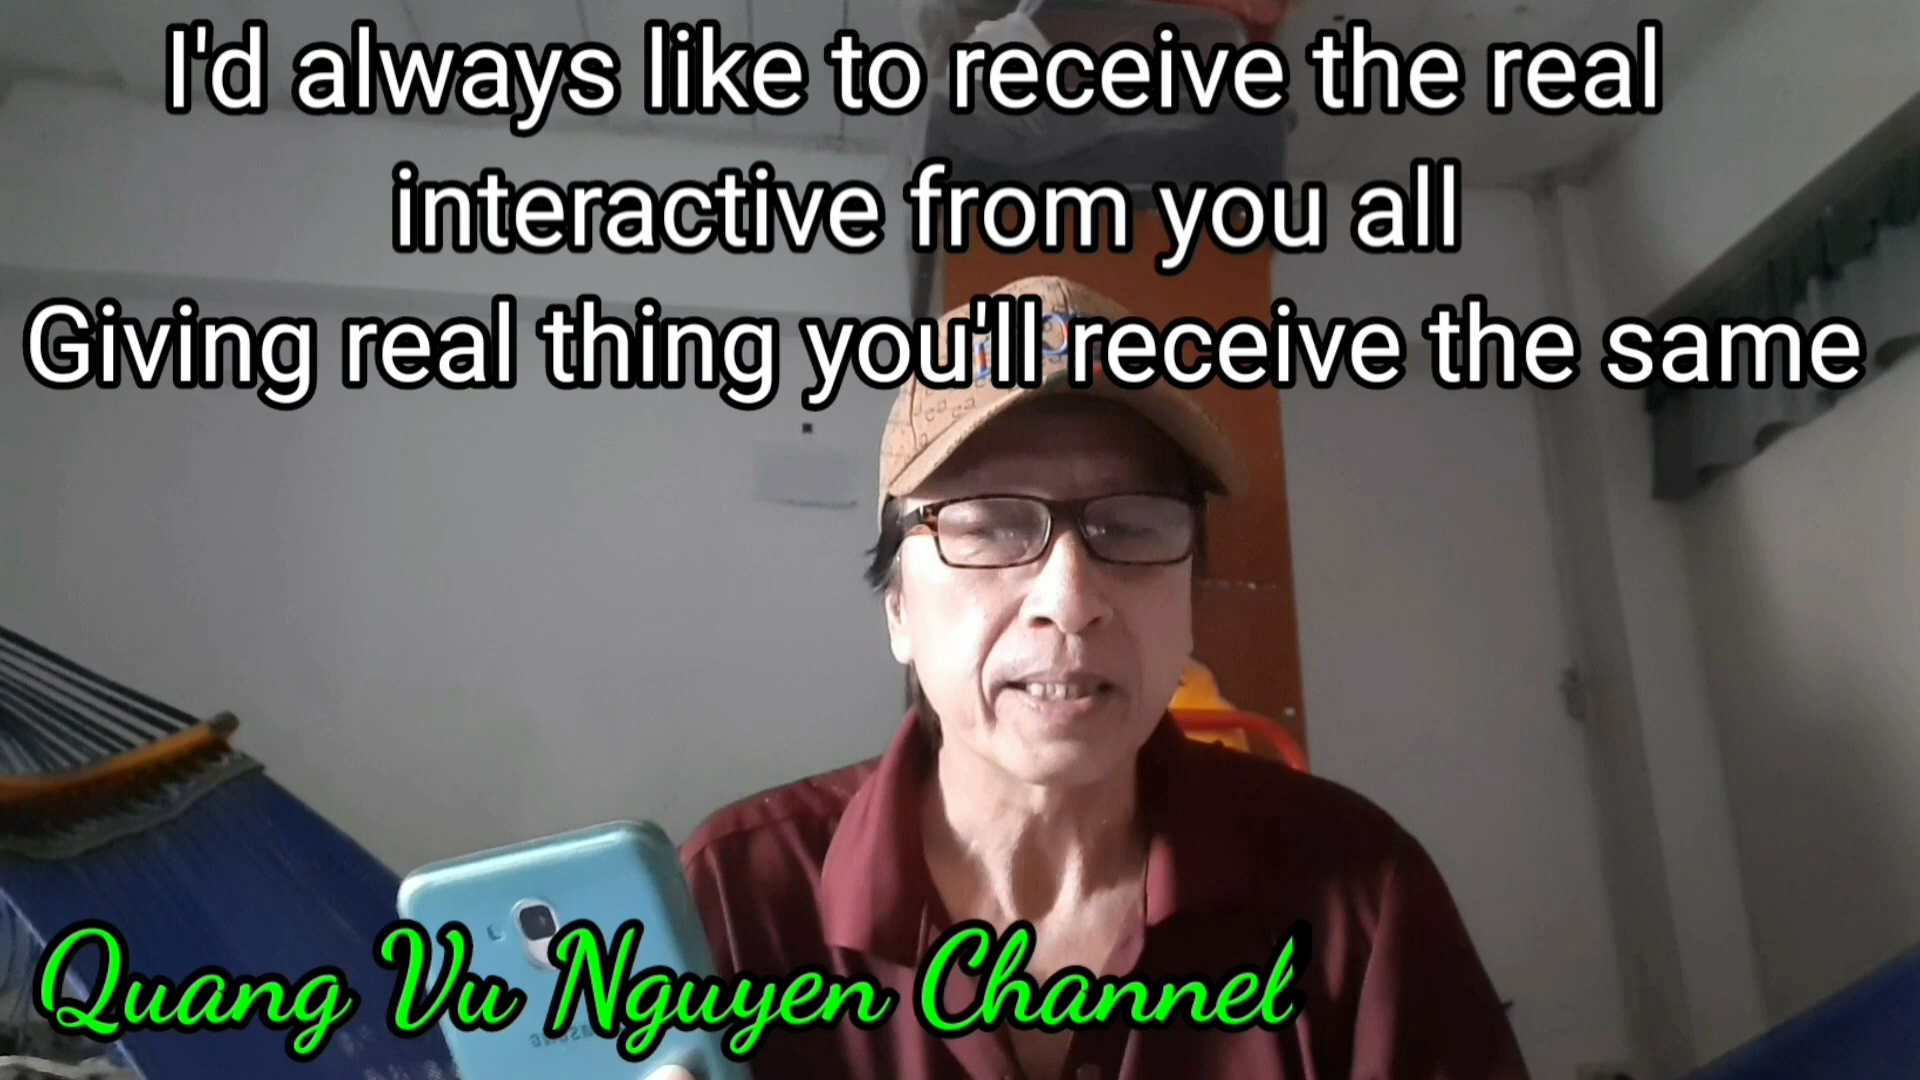 I'd always like to receive the real
interactive from you all
Giving real thing you'll receive the same
Quang Vu Nguyen Channel
SAMSUNG